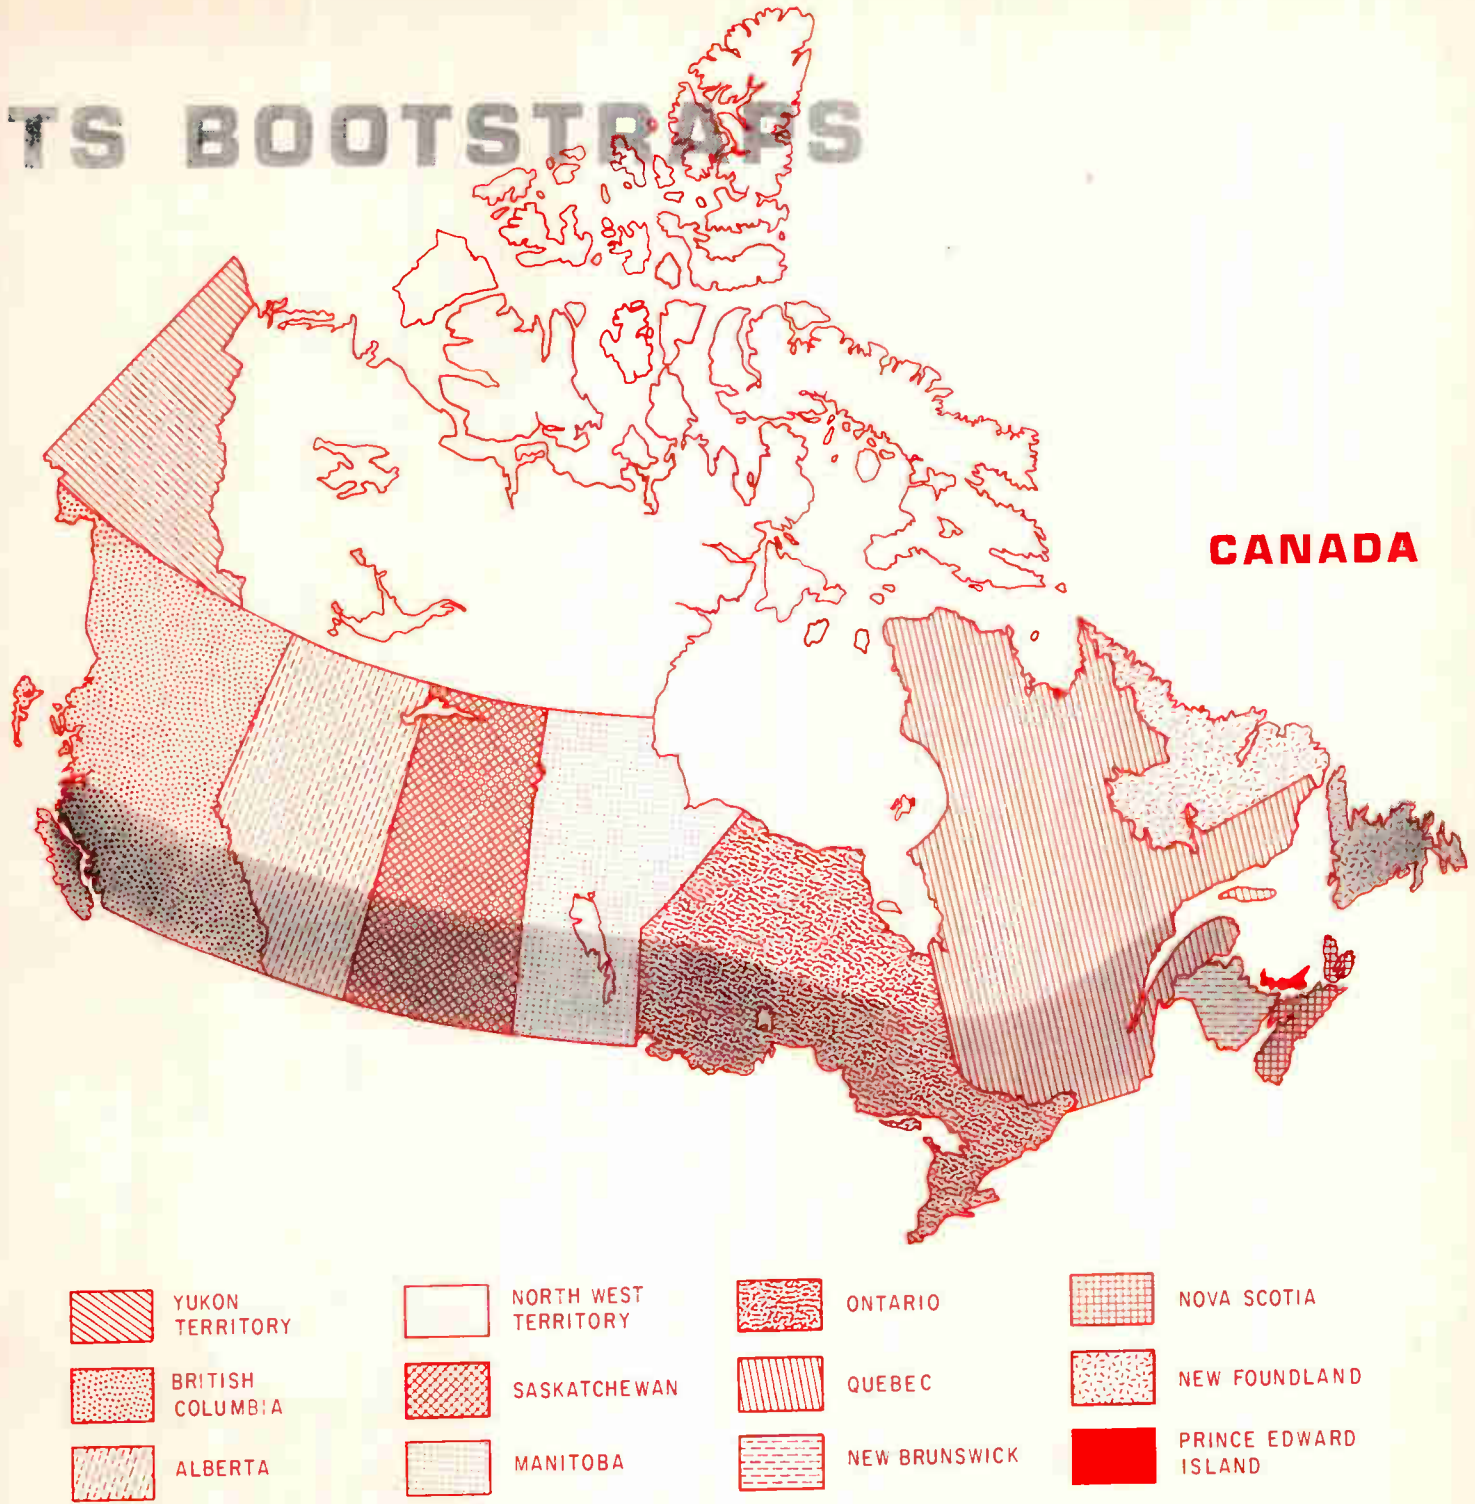 TS BOOTSTRAPS
CANADA
YUKON
TERRITORY
NORTH WEST
TERRITORY
ONTARIO
NOVA SCOTIA
BRITISH
COLUMBIA
SASKATCHEWAN
QUEBEC
NEW FOUNDLAND
ALBERTA
MANITOBA
NEW BRUNSWICK
PRINCE EDWARD
ISLAND